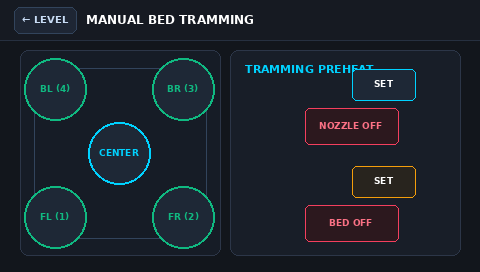 ← LEVEL
MANUAL BED TRAMMING
BL (4)
BR (3)
CENTER
FL (1)
FR (2)
TRAMMING PREHEAT
SET
NOZZLE OFF
SET
BED OFF